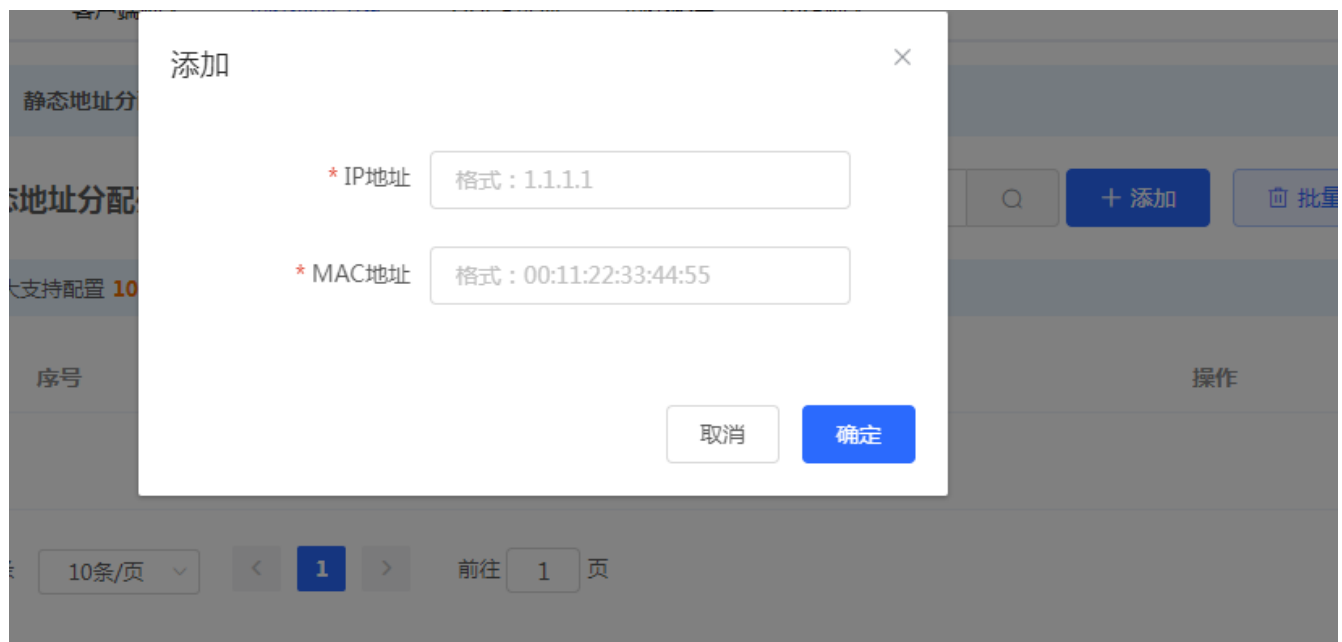 添加
静态地址分
* IP地址
格式：1.1.1.1
态地址分配
添加
批量
* MAC地址
格式：00:11:22:33:44:55
大支持配置 10
序号
操作
取消
确定
条
10条/页
1
前往
1
页